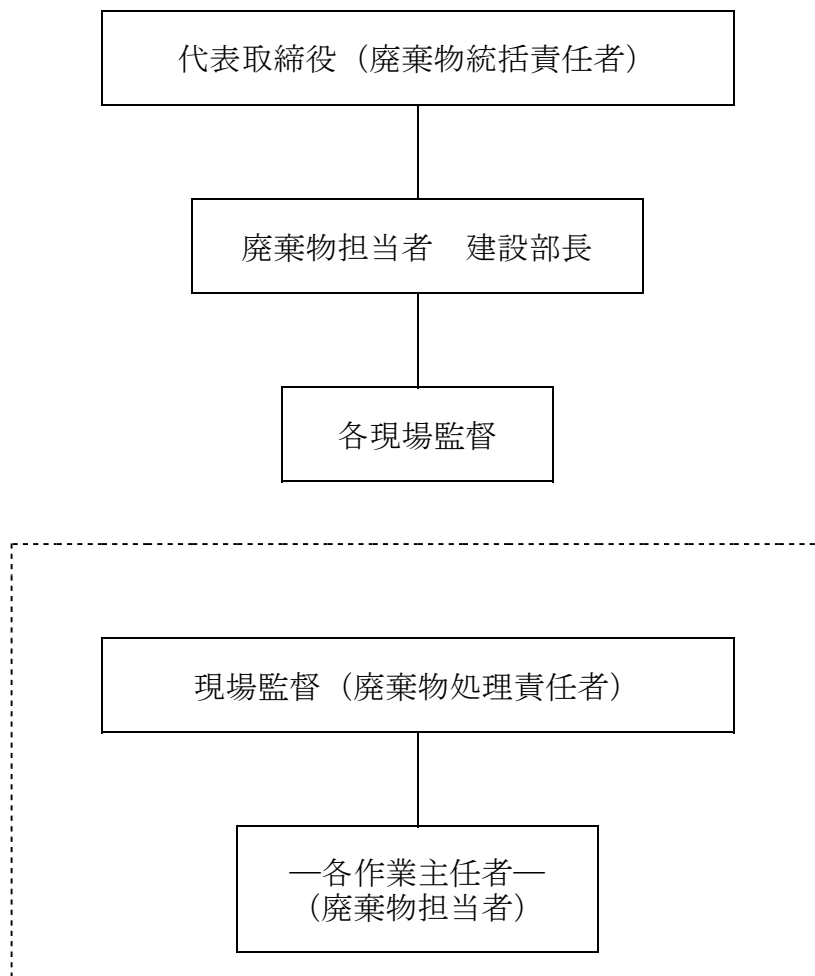 代表取締役（廃棄物統括責任者）
廃棄物担当者　建設部長
各現場監督
現場監督（廃棄物処理責任者）
―各作業主任者―
（廃棄物担当者）